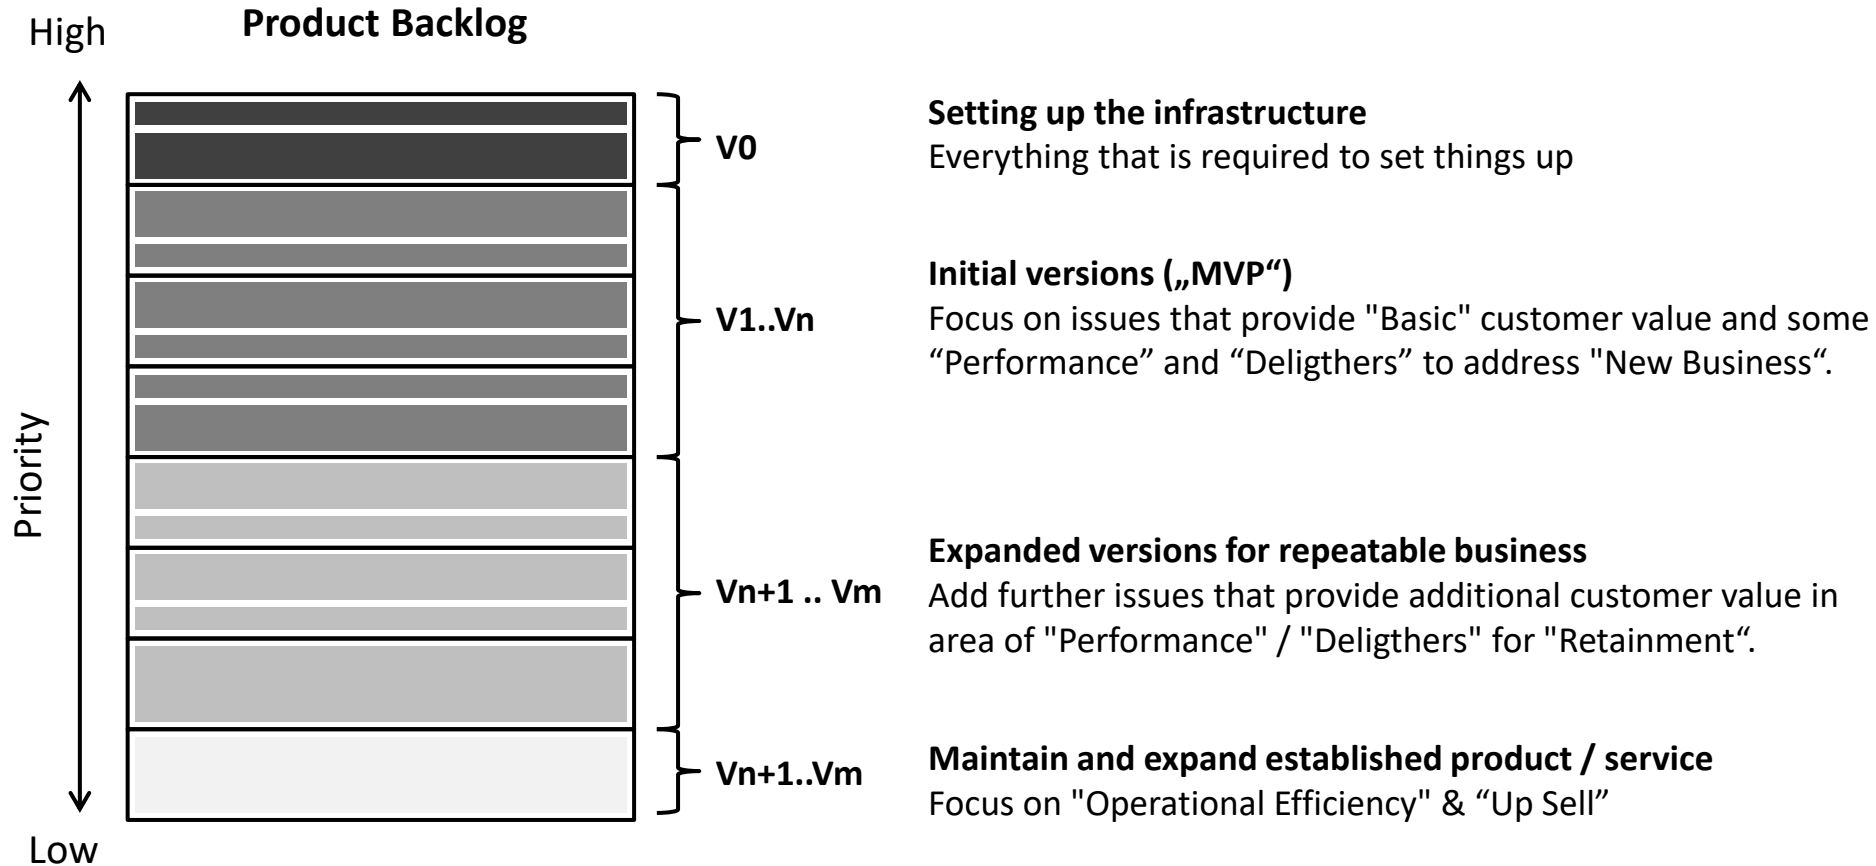 High
Product Backlog
Priority
Low
V0
Setting up the infrastructure
Everything that is required to set things up
V1..Vn
Initial versions („MVP“)
Focus on issues that provide "Basic" customer value and some
“Performance” and “Deligthers” to address "New Business“.
Vn+1 .. Vm
Expanded versions for repeatable business
Add further issues that provide additional customer value in
area of "Performance" / "Deligthers" for "Retainment“.
Vn+1..Vm
Maintain and expand established product / service
Focus on "Operational Efficiency" & “Up Sell”